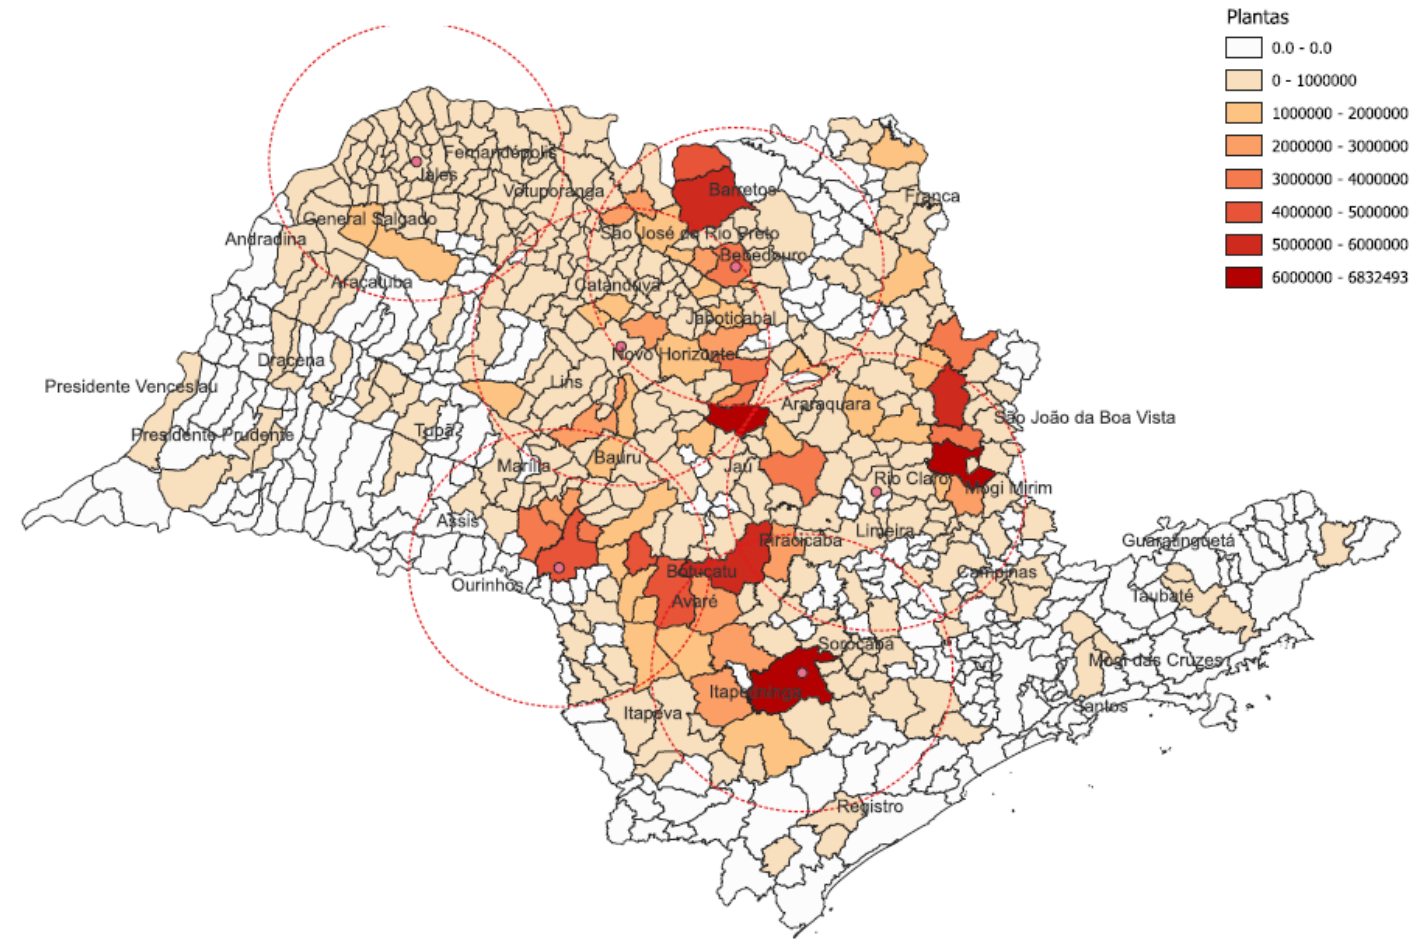 Plantas
0.0 - 0.0
0 - 1000000
1000000 - 2000000
2000000 - 3000000
3000000 - 4000000
4000000 - 5000000
5000000 - 6000000
6000000 - 6832493
Fernandópolis
Jales
Votuporanga
Barretos
Franca
General Salgado
São José do Rio Preto
Andradina
Bebedouro
Araçatuba
Catanduva
Jaboticabal
Novo Horizonte
Dracena
Lins
Presidente Venceslau
Araraquara
São João da Boa Vista
Presidente Prudente
Tupã
Bauru
Marília
Jaú
Rio Claro
Mogi Mirim
Assis
Limeira
Piracicaba
Guaratinguetá
Botucatu
Campinas
Ourinhos
Avaré
Taubaté
Sorocaba
Mogi das Cruzes
Itapetininga
Itapeva
Santos
Registro